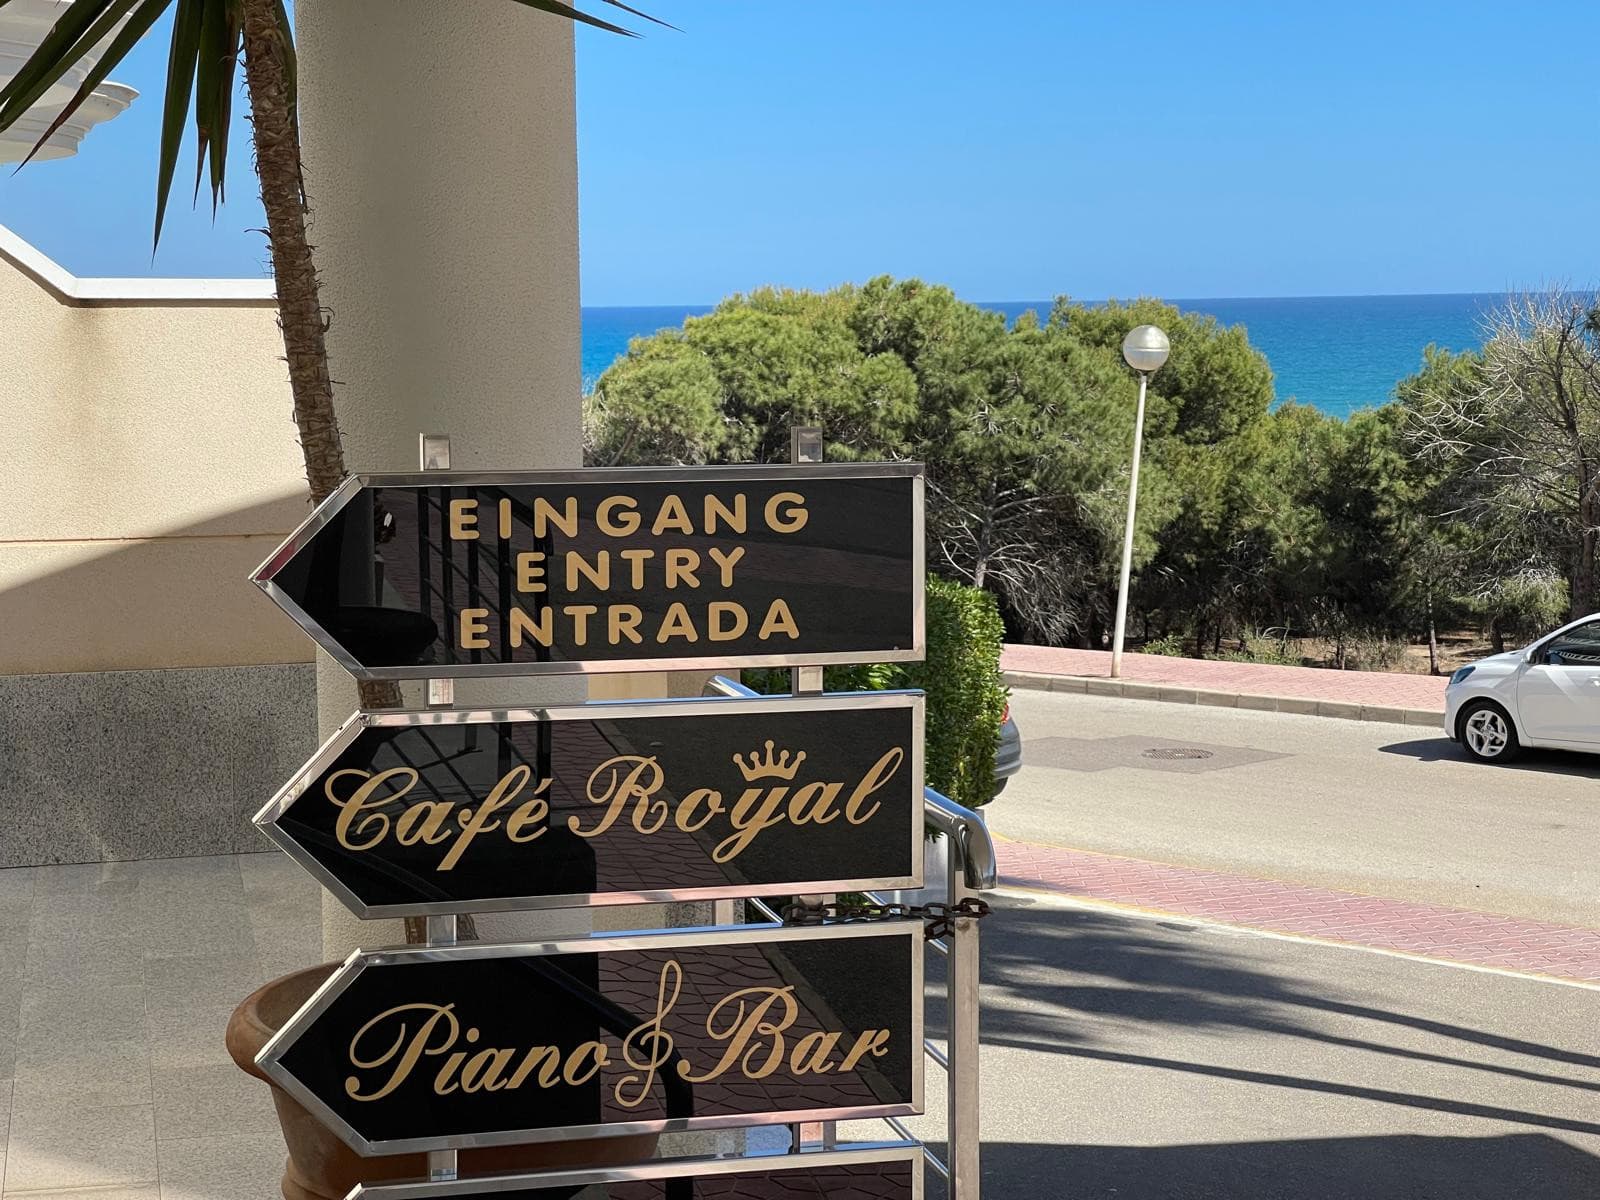 EINGANG
ENTRY
ENTRADA
Café Royal
Piano Bar